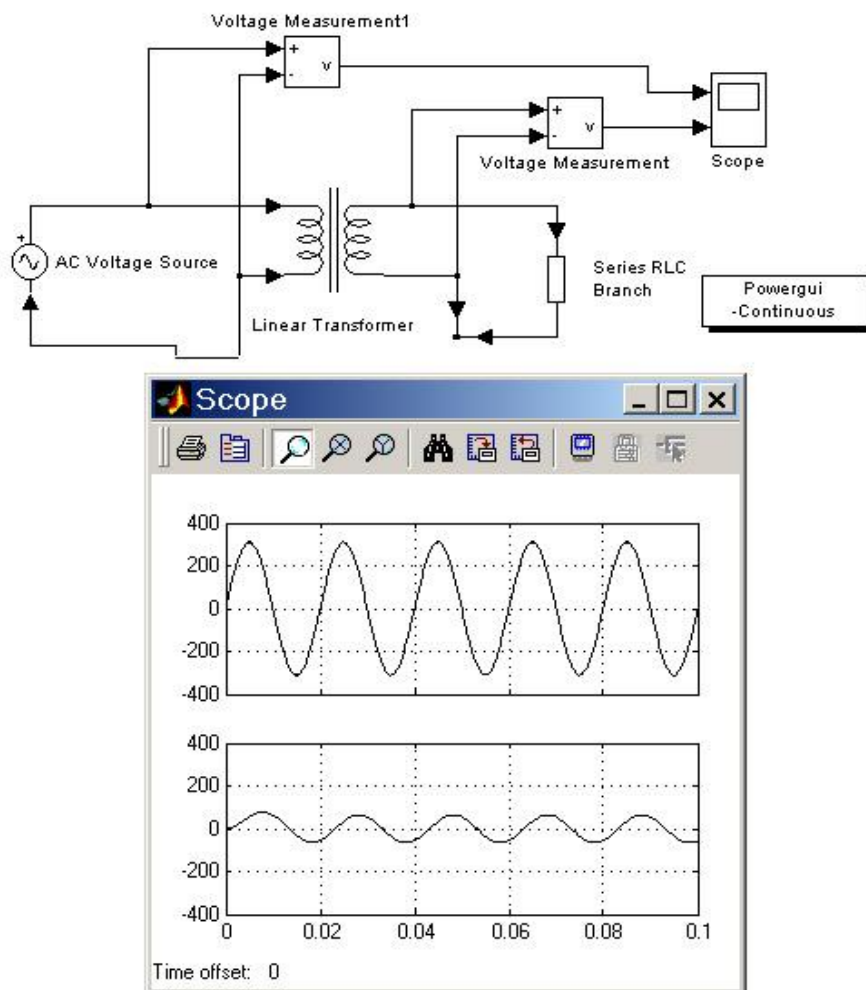 Voltage Measurement1
+
-
v
+
-
v
Voltage Measurement
Scope
+
AC Voltage Source
Linear Transformer
Series RLC
Branch
Powergui
-Continuous
Scope
400
200
0
-200
-400
400
200
0
-200
-400
0 0.02 0.04 0.06 0.08 0.1
Time offset: 0